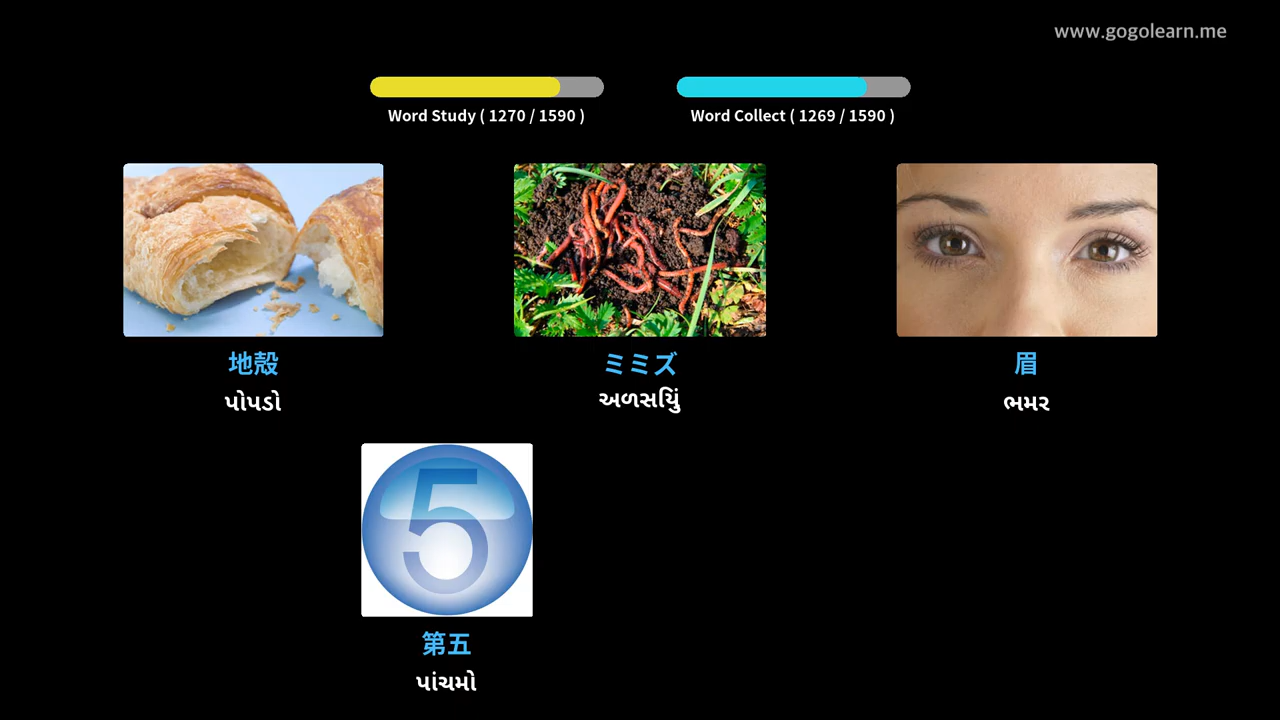 www.gogolearn.me
Word Study ( 1270 / 1590 )
Word Collect ( 1269 / 1590 )
地殻
પોપડો
ミミズ
અળસિયું
眉
ભમર
5
第五
પાંચમો